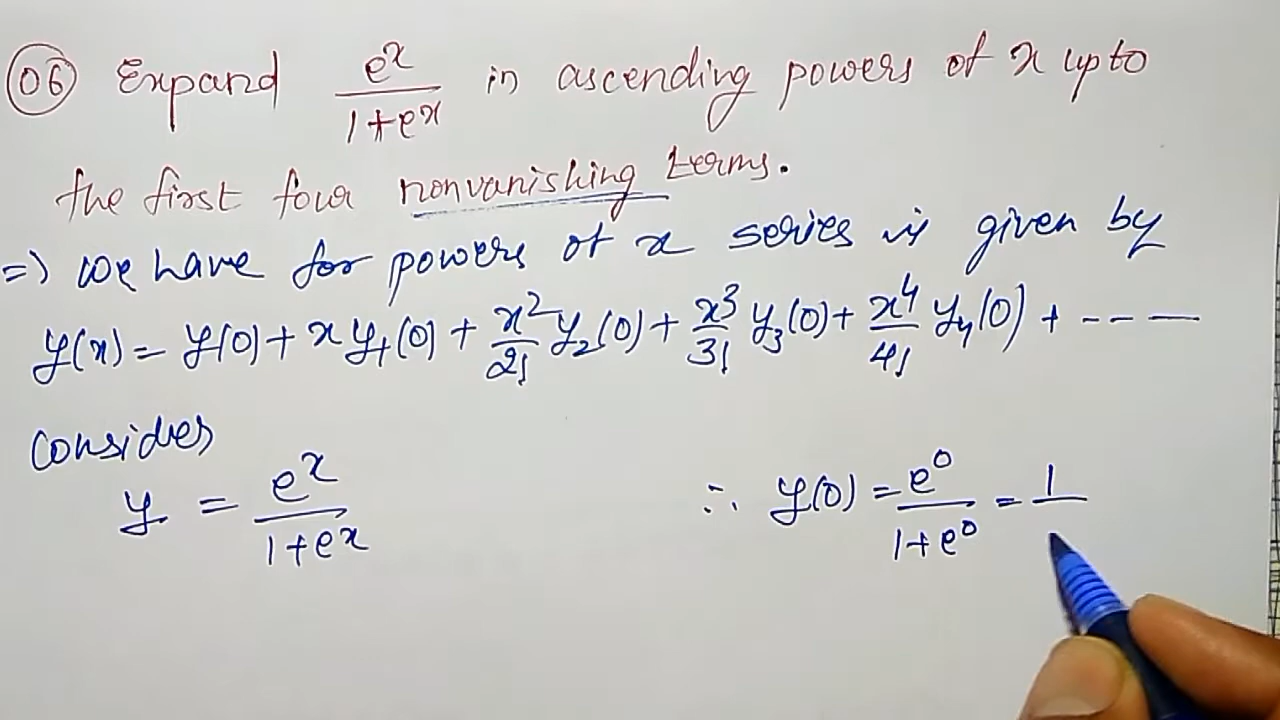 06 Expand e^x/(1+e^x) in ascending powers of x upto
the first four nonvanishing terms.
=> we have for powers of x series is given by
y(x) = y(0) + x y₁(0) + x²/2! y₂(0) + x³/3! y₃(0) + x⁴/4! y₄(0) + -----
consider
y = e^x/(1+e^x)
∴ y(0) = e⁰/(1+e⁰) = 1/